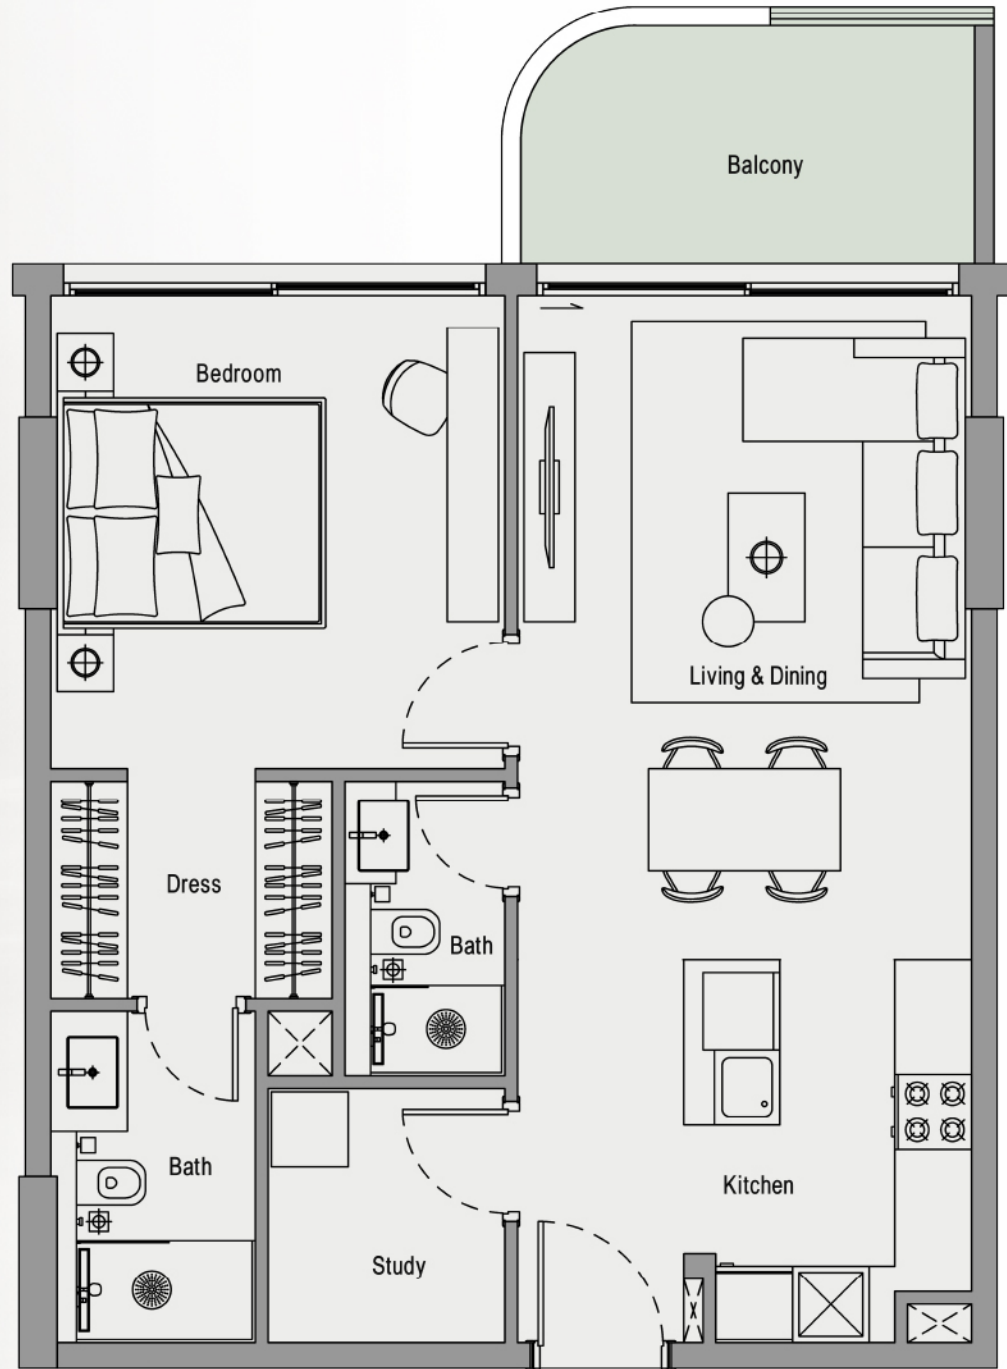 Balcony
Bedroom
Living & Dining
Dress
Bath
Bath
Kitchen
Study